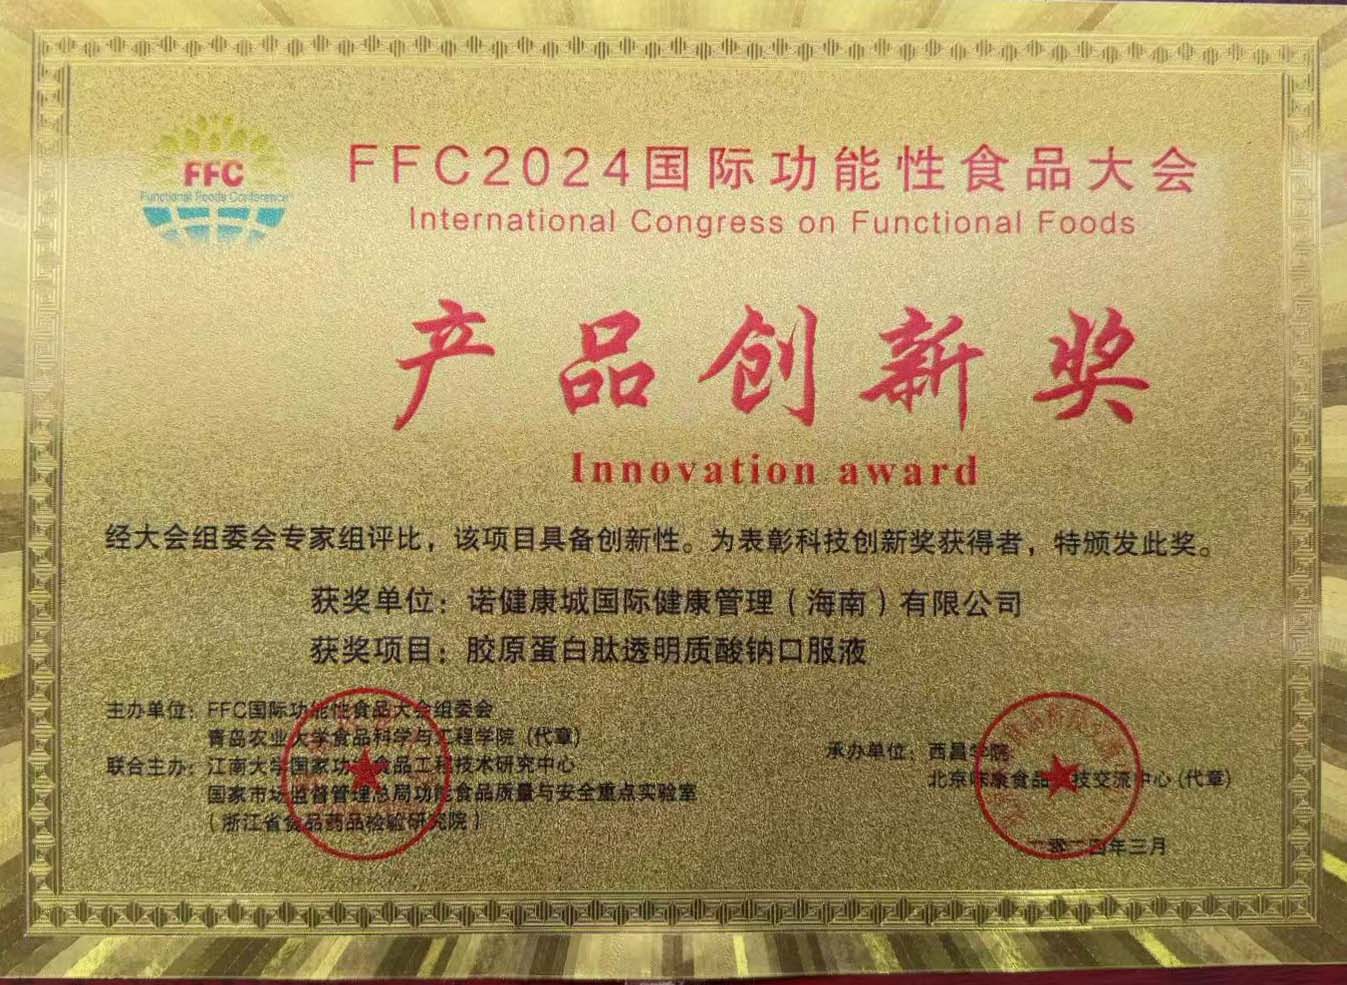 FFC
Functional Foods Conference
FFC2024国际功能性食品大会
International Congress on Functional Foods
产品创新奖
Innovation award
经大会组委会专家组评比，该项目具备创新性。为表彰科技创新奖获得者，特颁发此奖。
获奖单位：诺健康城国际健康管理（海南）有限公司
获奖项目：胶原蛋白肽透明质酸钠口服液
主办单位：FFC国际功能性食品大会组委会
青岛农业大学食品科学与工程学院（代章）
联合主办：江南大学国家功能食品工程技术研究中心
国家市场监督管理总局功能食品质量与安全重点实验室
（浙江省食品药品检验研究院）
承办单位：西昌学院
北京味康食品科技交流中心（代章）
二零二四年三月